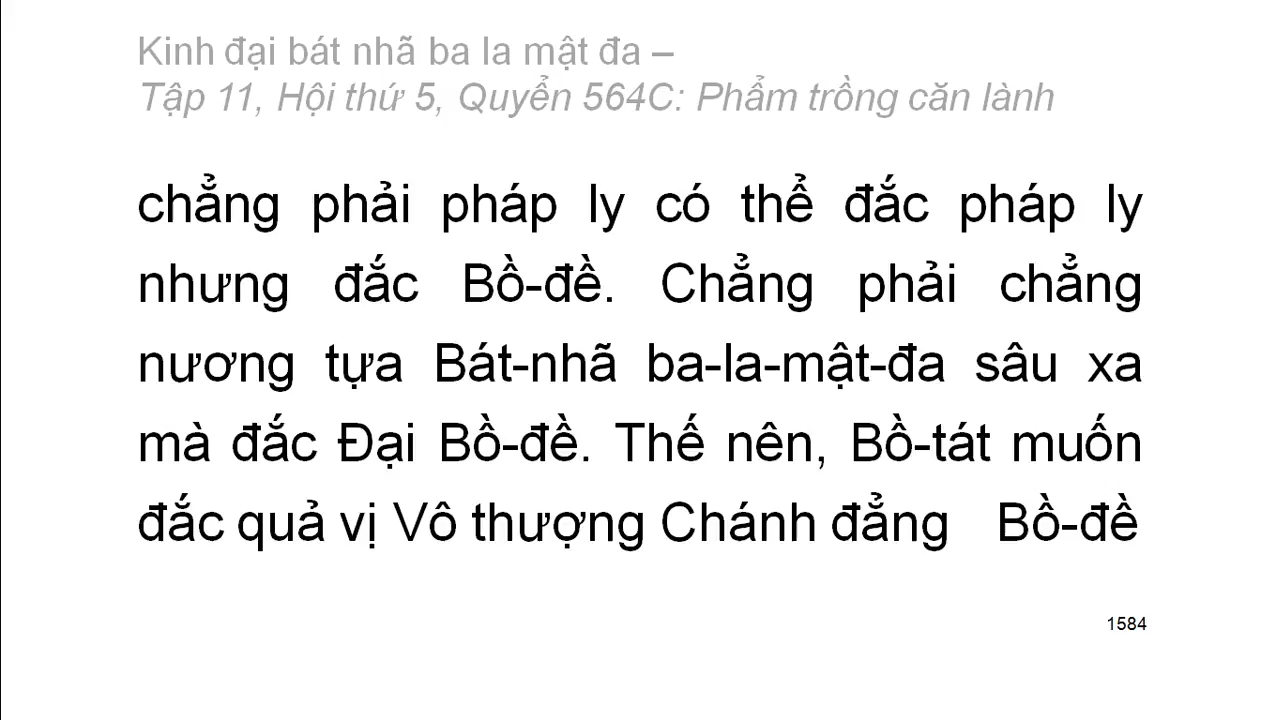 Kinh đại bát nhã ba la mật đa –
Tập 11, Hội thứ 5, Quyển 564C: Phẩm trồng căn lành
chẳng phải pháp ly có thể đắc pháp ly
nhưng đắc Bồ-đề. Chẳng phải chẳng
nương tựa Bát-nhã ba-la-mật-đa sâu xa
mà đắc Đại Bồ-đề. Thế nên, Bồ-tát muốn
đắc quả vị Vô thượng Chánh đẳng Bồ-đề
1584